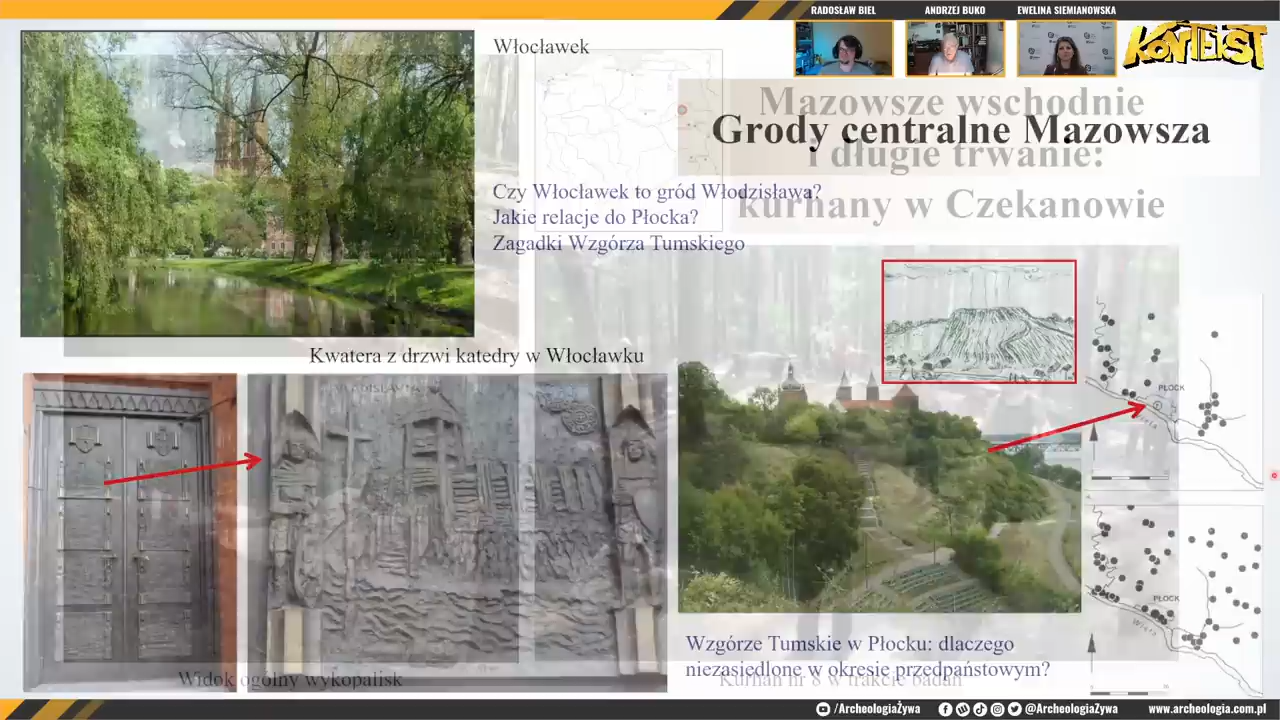 RADOSŁAW BIEL
ANDRZEJ BUKO
EWELINA SIEMIANOWSKA
KONTEKST
Włocławek
Mazowsze wschodnie
Grody centralne Mazowsza
i długie trwanie:
kurhany w Czekanowie
Czy Włocławek to gród Włodzisława?
Jakie relacje do Płocka?
Zagadki Wzgórza Tumskiego
Kwatera z drzwi katedry w Włocławku
PŁOCK
PŁOCK
Wzgórze Tumskie w Płocku: dlaczego
niezasiedlone w okresie przedpaństowym?
Widok ogólny wykopalisk
Kurhan nr 8 w trakcie badań
/ArcheologiaŻywa
@ArcheologiaŻywa
www.archeologia.com.pl